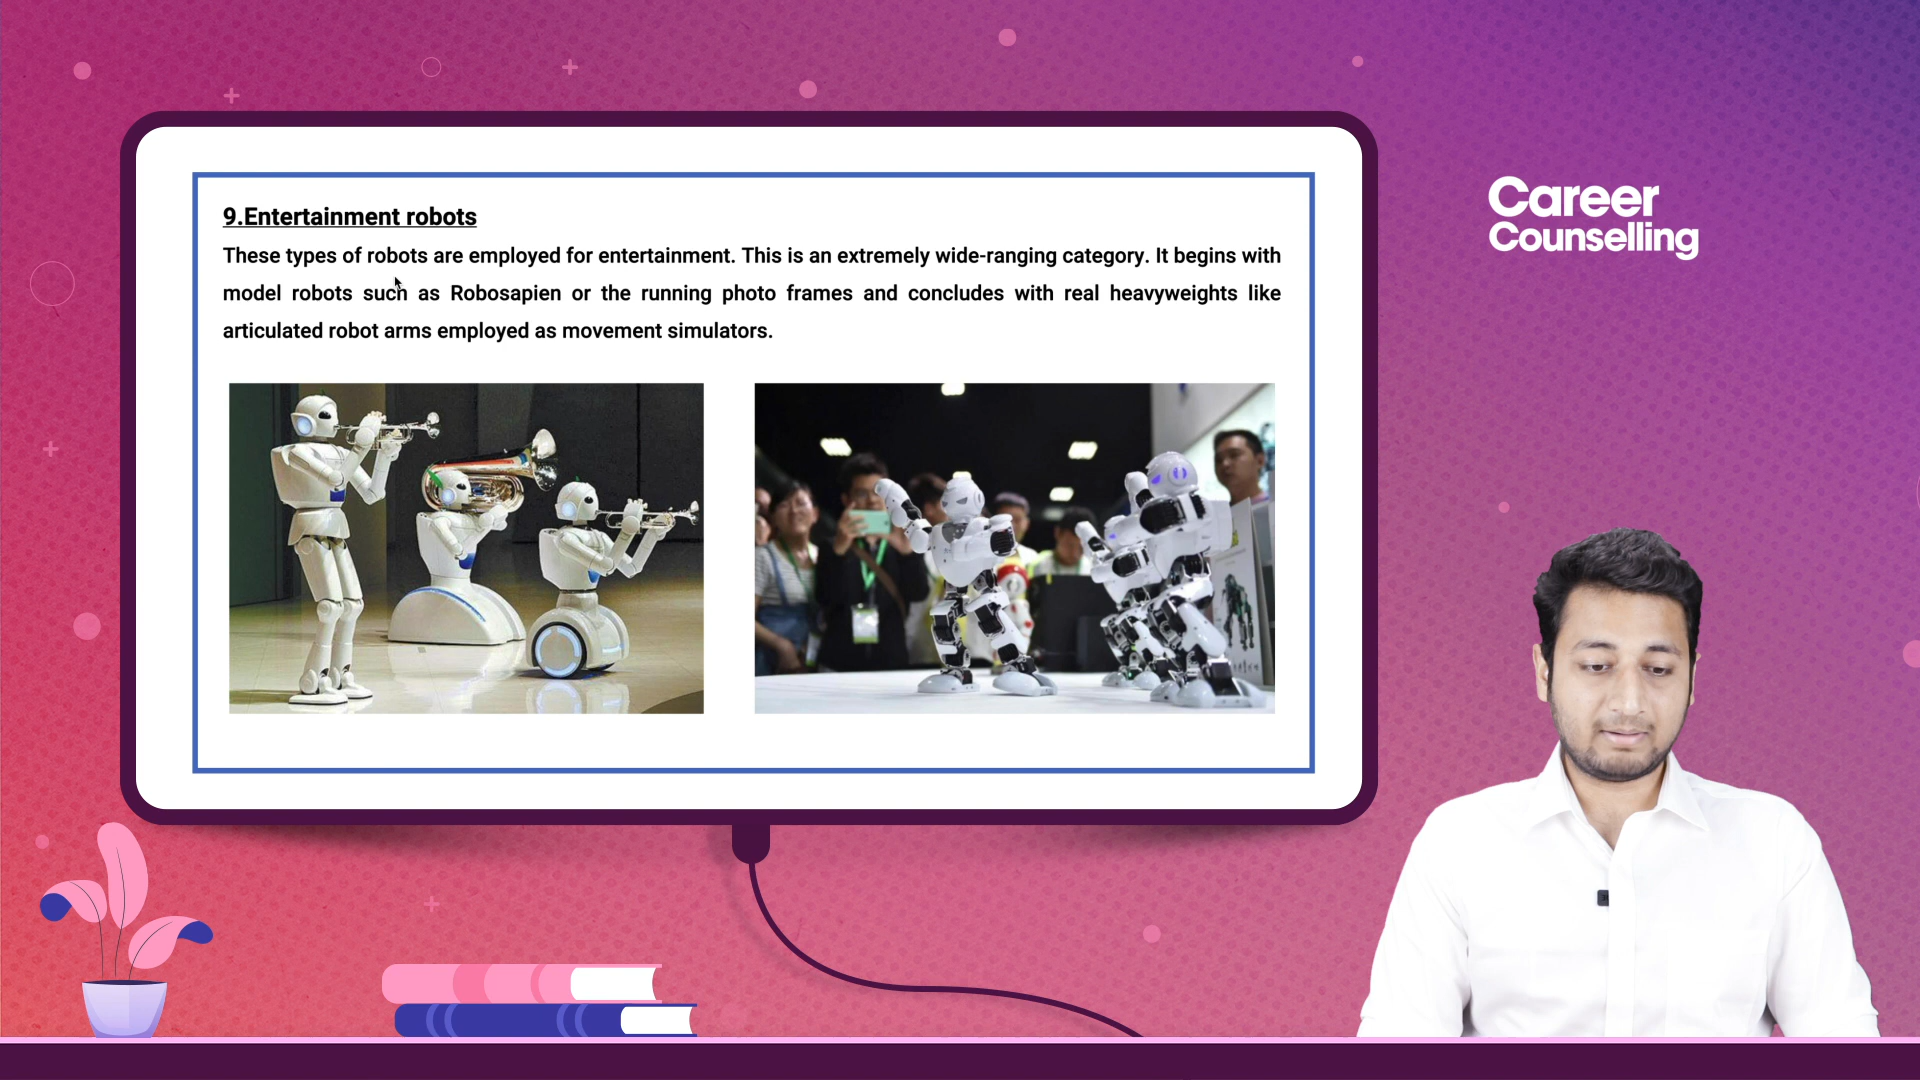 9.Entertainment robots
These types of robots are employed for entertainment. This is an extremely wide-ranging category. It begins with
model robots such as Robosapien or the running photo frames and concludes with real heavyweights like
articulated robot arms employed as movement simulators.
Career
Counselling